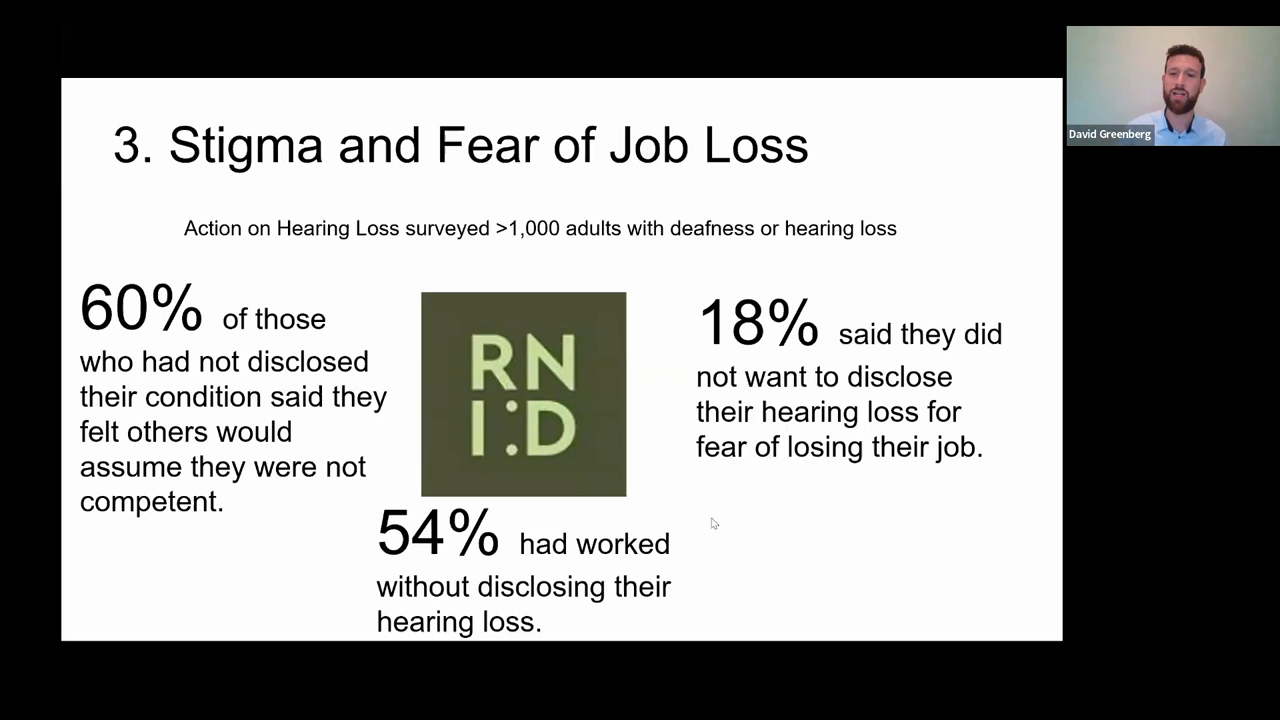 3. Stigma and Fear of Job Loss
Action on Hearing Loss surveyed >1,000 adults with deafness or hearing loss
60% of those
who had not disclosed
their condition said they
felt others would
assume they were not
competent.
RN
I:D
54% had worked
without disclosing their
hearing loss.
18% said they did
not want to disclose
their hearing loss for
fear of losing their job.
David Greenberg